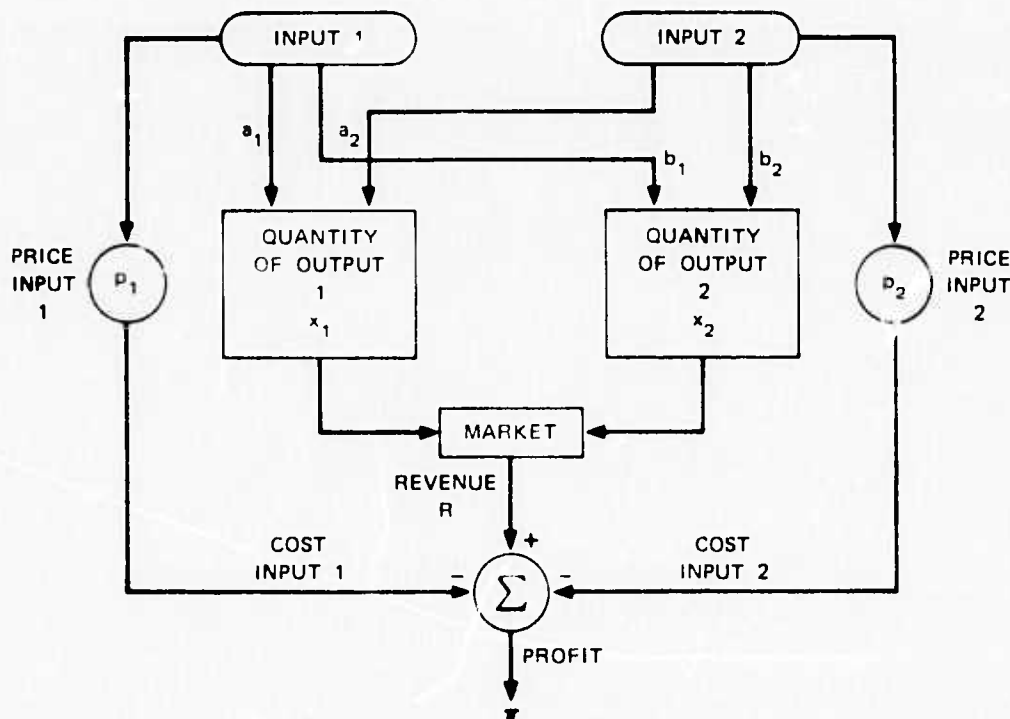 INPUT 1
INPUT 2
a1
a2
b1
b2
PRICE
INPUT
1
p1
QUANTITY
OF OUTPUT
1
x1
QUANTITY
OF OUTPUT
2
x2
p2
PRICE
INPUT
2
MARKET
REVENUE
R
+
COST
INPUT 1
-
Σ
-
COST
INPUT 2
PROFIT